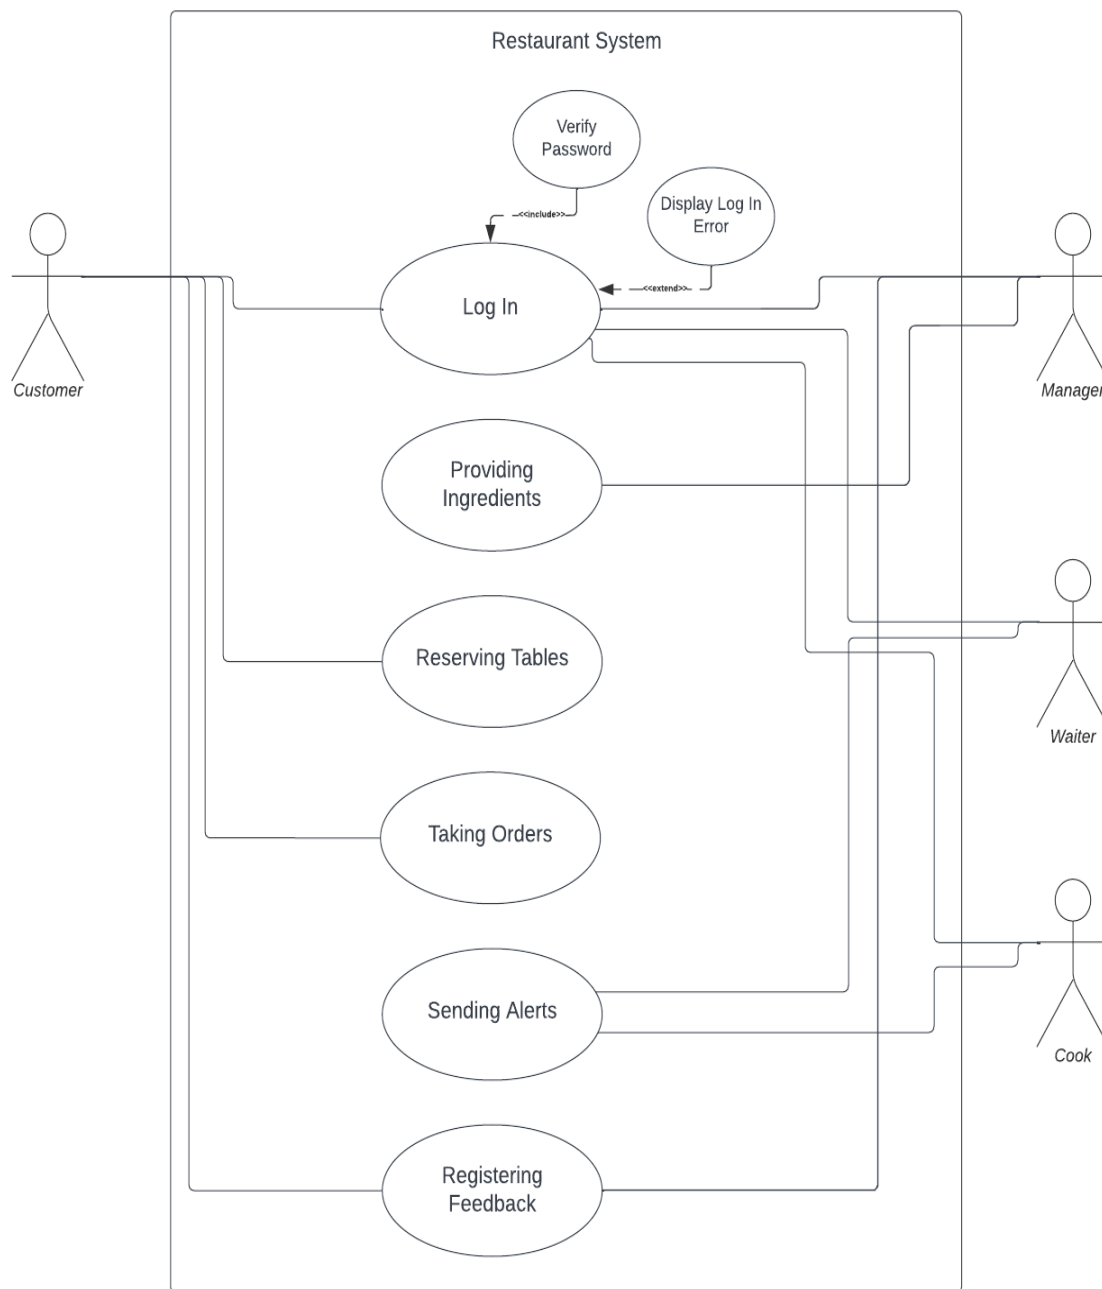 Restaurant System
Verify
Password
Display Log In
Error
<<include>>
<<extend>>
Log In
Customer
Manager
Providing
Ingredients
Reserving Tables
Waiter
Taking Orders
Sending Alerts
Cook
Registering
Feedback